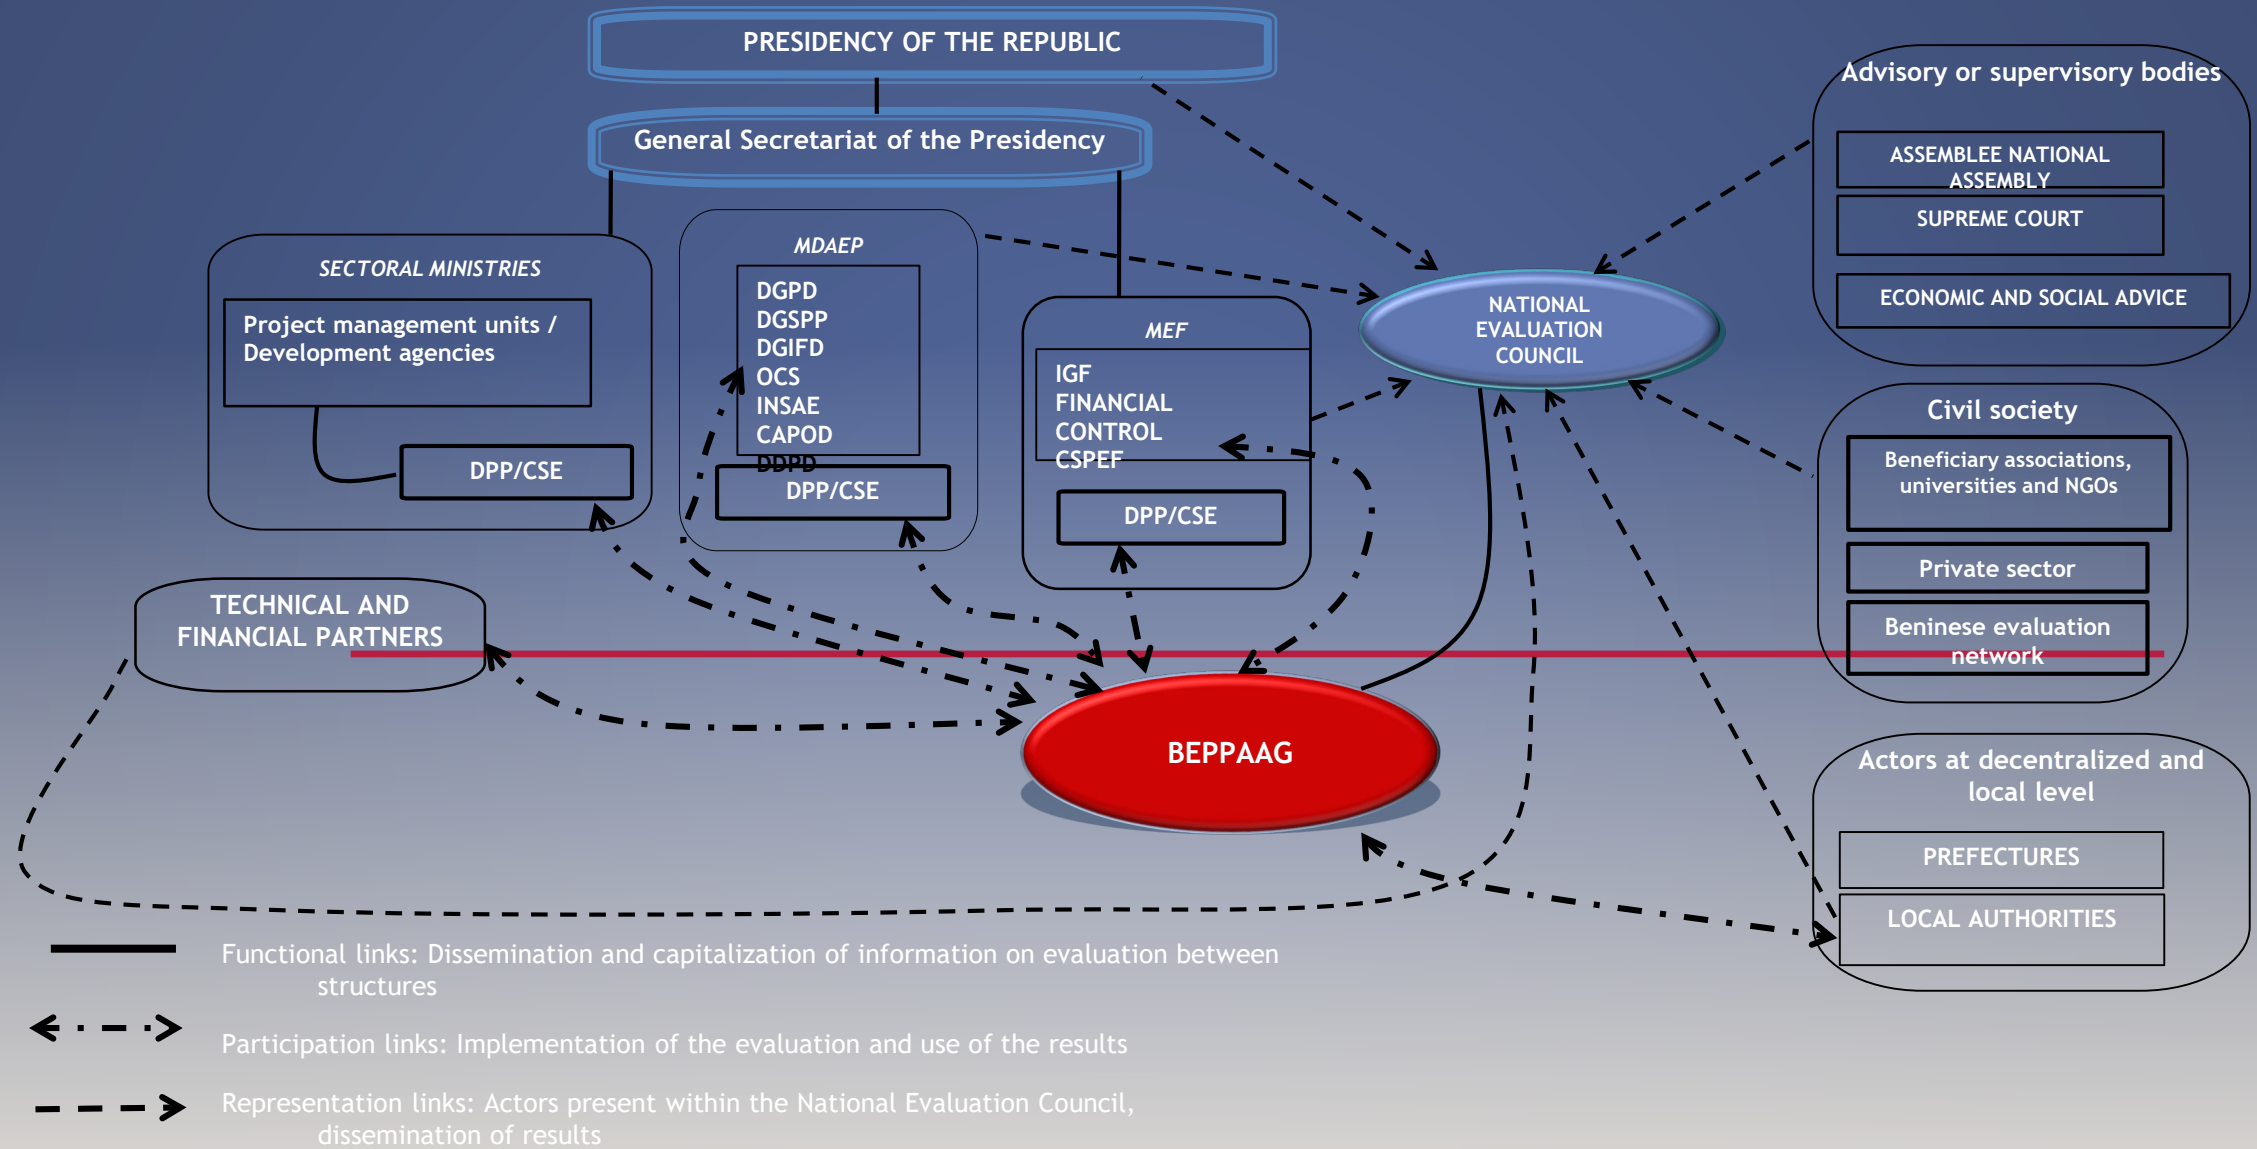 PRESIDENCY OF THE REPUBLIC
General Secretariat of the Presidency
SECTORAL MINISTRIES
Project management units /
Development agencies
DPP/CSE
MDAEP
DGPD
DGSPP
DGIFD
OCS
INSAE
CAPOD
DDPD
DPP/CSE
MEF
IGF
FINANCIAL
CONTROL
CSPEF
DPP/CSE
NATIONAL
EVALUATION
COUNCIL
Advisory or supervisory bodies
ASSEMBLEE NATIONAL
ASSEMBLY
SUPREME COURT
ECONOMIC AND SOCIAL ADVICE
Civil society
Beneficiary associations,
universities and NGOs
Private sector
Beninese evaluation
network
TECHNICAL AND
FINANCIAL PARTNERS
BEPPAAG
Actors at decentralized and
local level
PREFECTURES
LOCAL AUTHORITIES
Functional links: Dissemination and capitalization of information on evaluation between
structures
Participation links: Implementation of the evaluation and use of the results
Representation links: Actors present within the National Evaluation Council,
dissemination of results